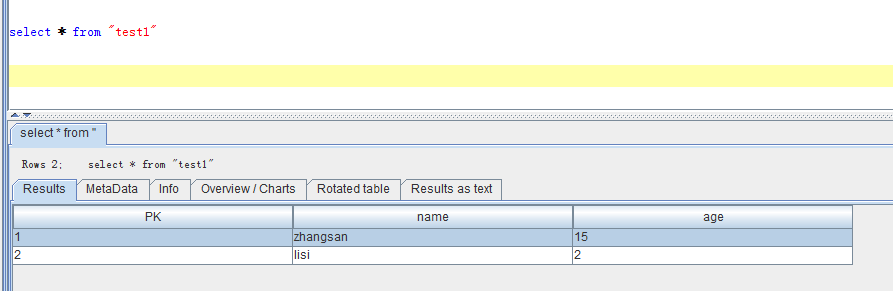 select * from "test1"
select * from "
Rows 2; select * from "test1"
Results MetaData Info Overview / Charts Rotated table Results as text
PK name age
1 zhangsan 15
2 lisi 2